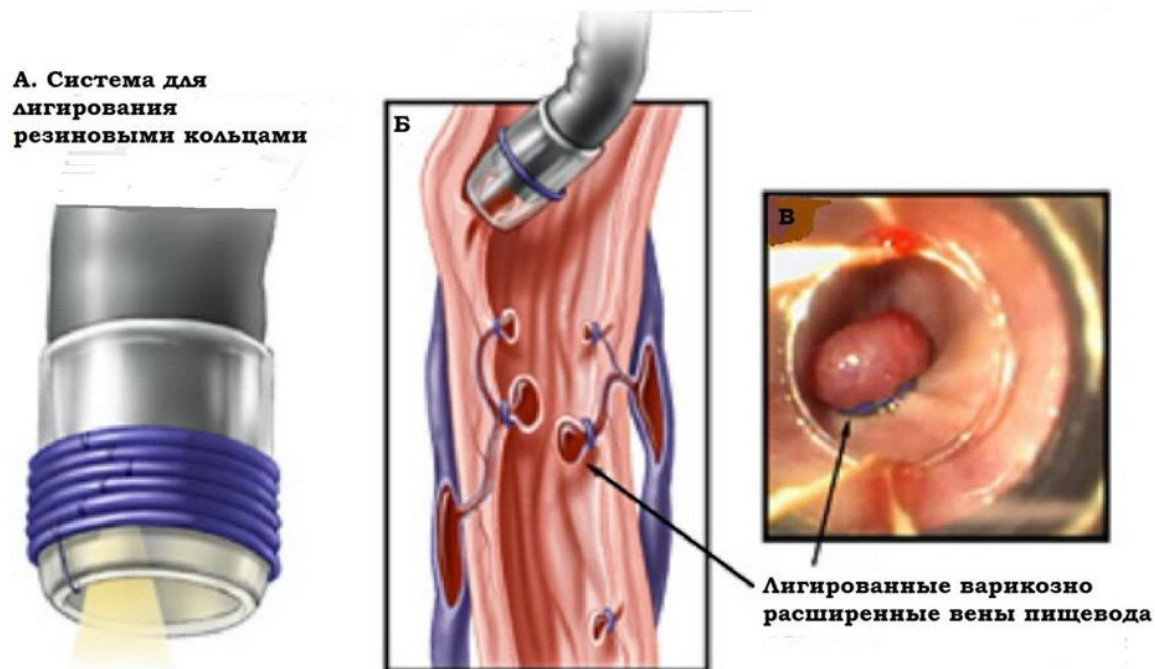 А. Система для
лигирования
резиновыми кольцами
Б
В
Лигированные варикозно
расширенные вены пищевода